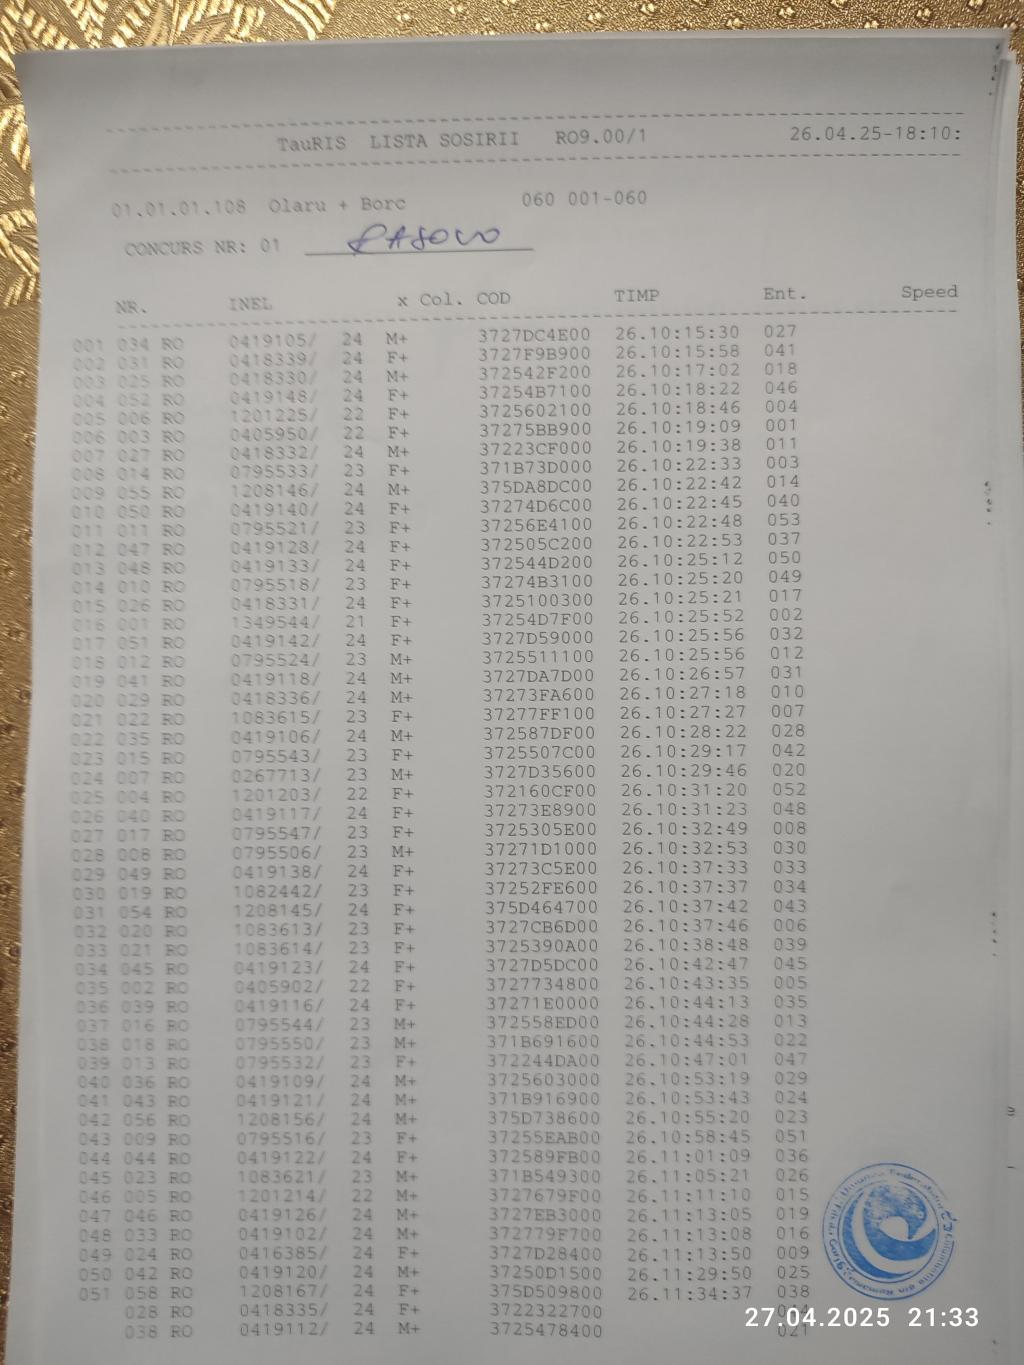 TauRIS LISTA SOSIRII RO9.00/1 26.04.25-18:10:
01.01.01.108 Olaru + Borc 060 001-060
CONCURS NR: 01
NR. INEL x Col. COD TIMP Ent. Speed
001 034 RO 0419105/ 24 M+ 3727DC4E00 26.10:15:30 027
002 031 RO 0418339/ 24 F+ 3727F9B900 26.10:15:58 041
003 025 RO 0418330/ 24 M+ 372542F200 26.10:17:02 018
004 052 RO 0419148/ 24 F+ 37254B7100 26.10:18:22 046
005 006 RO 1201225/ 22 F+ 3725602100 26.10:18:46 004
006 003 RO 0405950/ 22 F+ 37275BB900 26.10:19:09 001
007 027 RO 0418332/ 24 M+ 37223CF000 26.10:19:38 011
008 014 RO 0795533/ 23 F+ 371B73D000 26.10:22:33 003
009 055 RO 1208146/ 24 M+ 375DA8DC00 26.10:22:42 014
010 050 RO 0419140/ 24 F+ 37274D6C00 26.10:22:45 040
011 011 RO 0795521/ 23 F+ 37256E4100 26.10:22:48 053
012 047 RO 0419128/ 24 F+ 372505C200 26.10:22:53 037
013 048 RO 0419133/ 24 F+ 372544D200 26.10:25:12 050
014 010 RO 0795518/ 23 F+ 37274B3100 26.10:25:20 049
015 026 RO 0418331/ 24 F+ 3725100300 26.10:25:21 017
016 001 RO 1349544/ 21 F+ 37254D7F00 26.10:25:52 002
017 051 RO 0419142/ 24 F+ 3727D59000 26.10:25:56 032
018 012 RO 0795524/ 23 M+ 3725511100 26.10:25:56 012
019 041 RO 0419118/ 24 M+ 3727DA7D00 26.10:26:57 031
020 029 RO 0418336/ 24 M+ 37273FA600 26.10:27:18 010
021 022 RO 1083615/ 23 F+ 37277FF100 26.10:27:27 007
022 035 RO 0419106/ 24 M+ 372587DF00 26.10:28:22 028
023 015 RO 0795543/ 23 F+ 3725507C00 26.10:29:17 042
024 007 RO 0267713/ 23 M+ 3727D35600 26.10:29:46 020
025 004 RO 1201203/ 22 F+ 372160CF00 26.10:31:20 052
026 040 RO 0419117/ 24 F+ 37273E8900 26.10:31:23 048
027 017 RO 0795547/ 23 F+ 3725305E00 26.10:32:49 008
028 008 RO 0795506/ 23 M+ 37271D1000 26.10:32:53 030
029 049 RO 0419138/ 24 F+ 37273C5E00 26.10:37:33 033
030 019 RO 1082442/ 23 F+ 37252FE600 26.10:37:37 034
031 054 RO 1208145/ 24 F+ 375D464700 26.10:37:42 043
032 020 RO 1083613/ 23 F+ 3727CB6D00 26.10:37:46 006
033 021 RO 1083614/ 23 F+ 3725390A00 26.10:38:48 039
034 045 RO 0419123/ 24 F+ 3727D5DC00 26.10:42:47 045
035 002 RO 0405902/ 22 F+ 3727734800 26.10:43:35 005
036 039 RO 0419116/ 24 F+ 37271E0000 26.10:44:13 035
037 016 RO 0795544/ 23 M+ 372558ED00 26.10:44:28 013
038 018 RO 0795550/ 23 M+ 371B691600 26.10:44:53 022
039 013 RO 0795532/ 23 F+ 372244DA00 26.10:47:01 047
040 036 RO 0419109/ 24 M+ 3725603000 26.10:53:19 029
041 043 RO 0419121/ 24 M+ 371B916900 26.10:53:43 024
042 056 RO 1208156/ 24 M+ 375D738600 26.10:55:20 023
043 009 RO 0795516/ 23 F+ 37255EAB00 26.10:58:45 051
044 044 RO 0419122/ 24 F+ 372589FB00 26.11:01:09 036
045 023 RO 1083621/ 23 M+ 371B549300 26.11:05:21 026
046 005 RO 1201214/ 22 M+ 3727679F00 26.11:11:10 015
047 046 RO 0419126/ 24 M+ 3727EB3000 26.11:13:05 019
048 033 RO 0419102/ 24 M+ 372779F700 26.11:13:08 016
049 024 RO 0416385/ 24 F+ 3727D28400 26.11:13:50 009
050 042 RO 0419120/ 24 M+ 37250D1500 26.11:29:50 025
051 058 RO 1208167/ 24 F+ 375D509800 26.11:34:37 038
028 RO 0418335/ 24 F+ 3722322700
038 RO 0419112/ 24 M+ 3725478400 021
27.04.2025 21:33